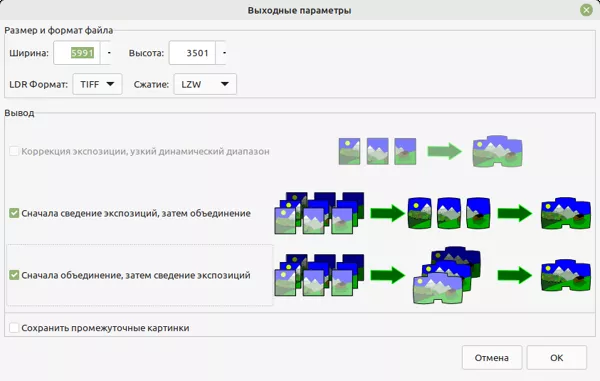 Выходные параметры
Размер и формат файла
Ширина: 5991 Высота: 3501
LDR Формат: TIFF Сжатие: LZW
Вывод
Коррекция экспозиции, узкий динамический диапазон
Сначала сведение экспозиций, затем объединение
Сначала объединение, затем сведение экспозиций
Сохранить промежуточные картинки
Отмена OK